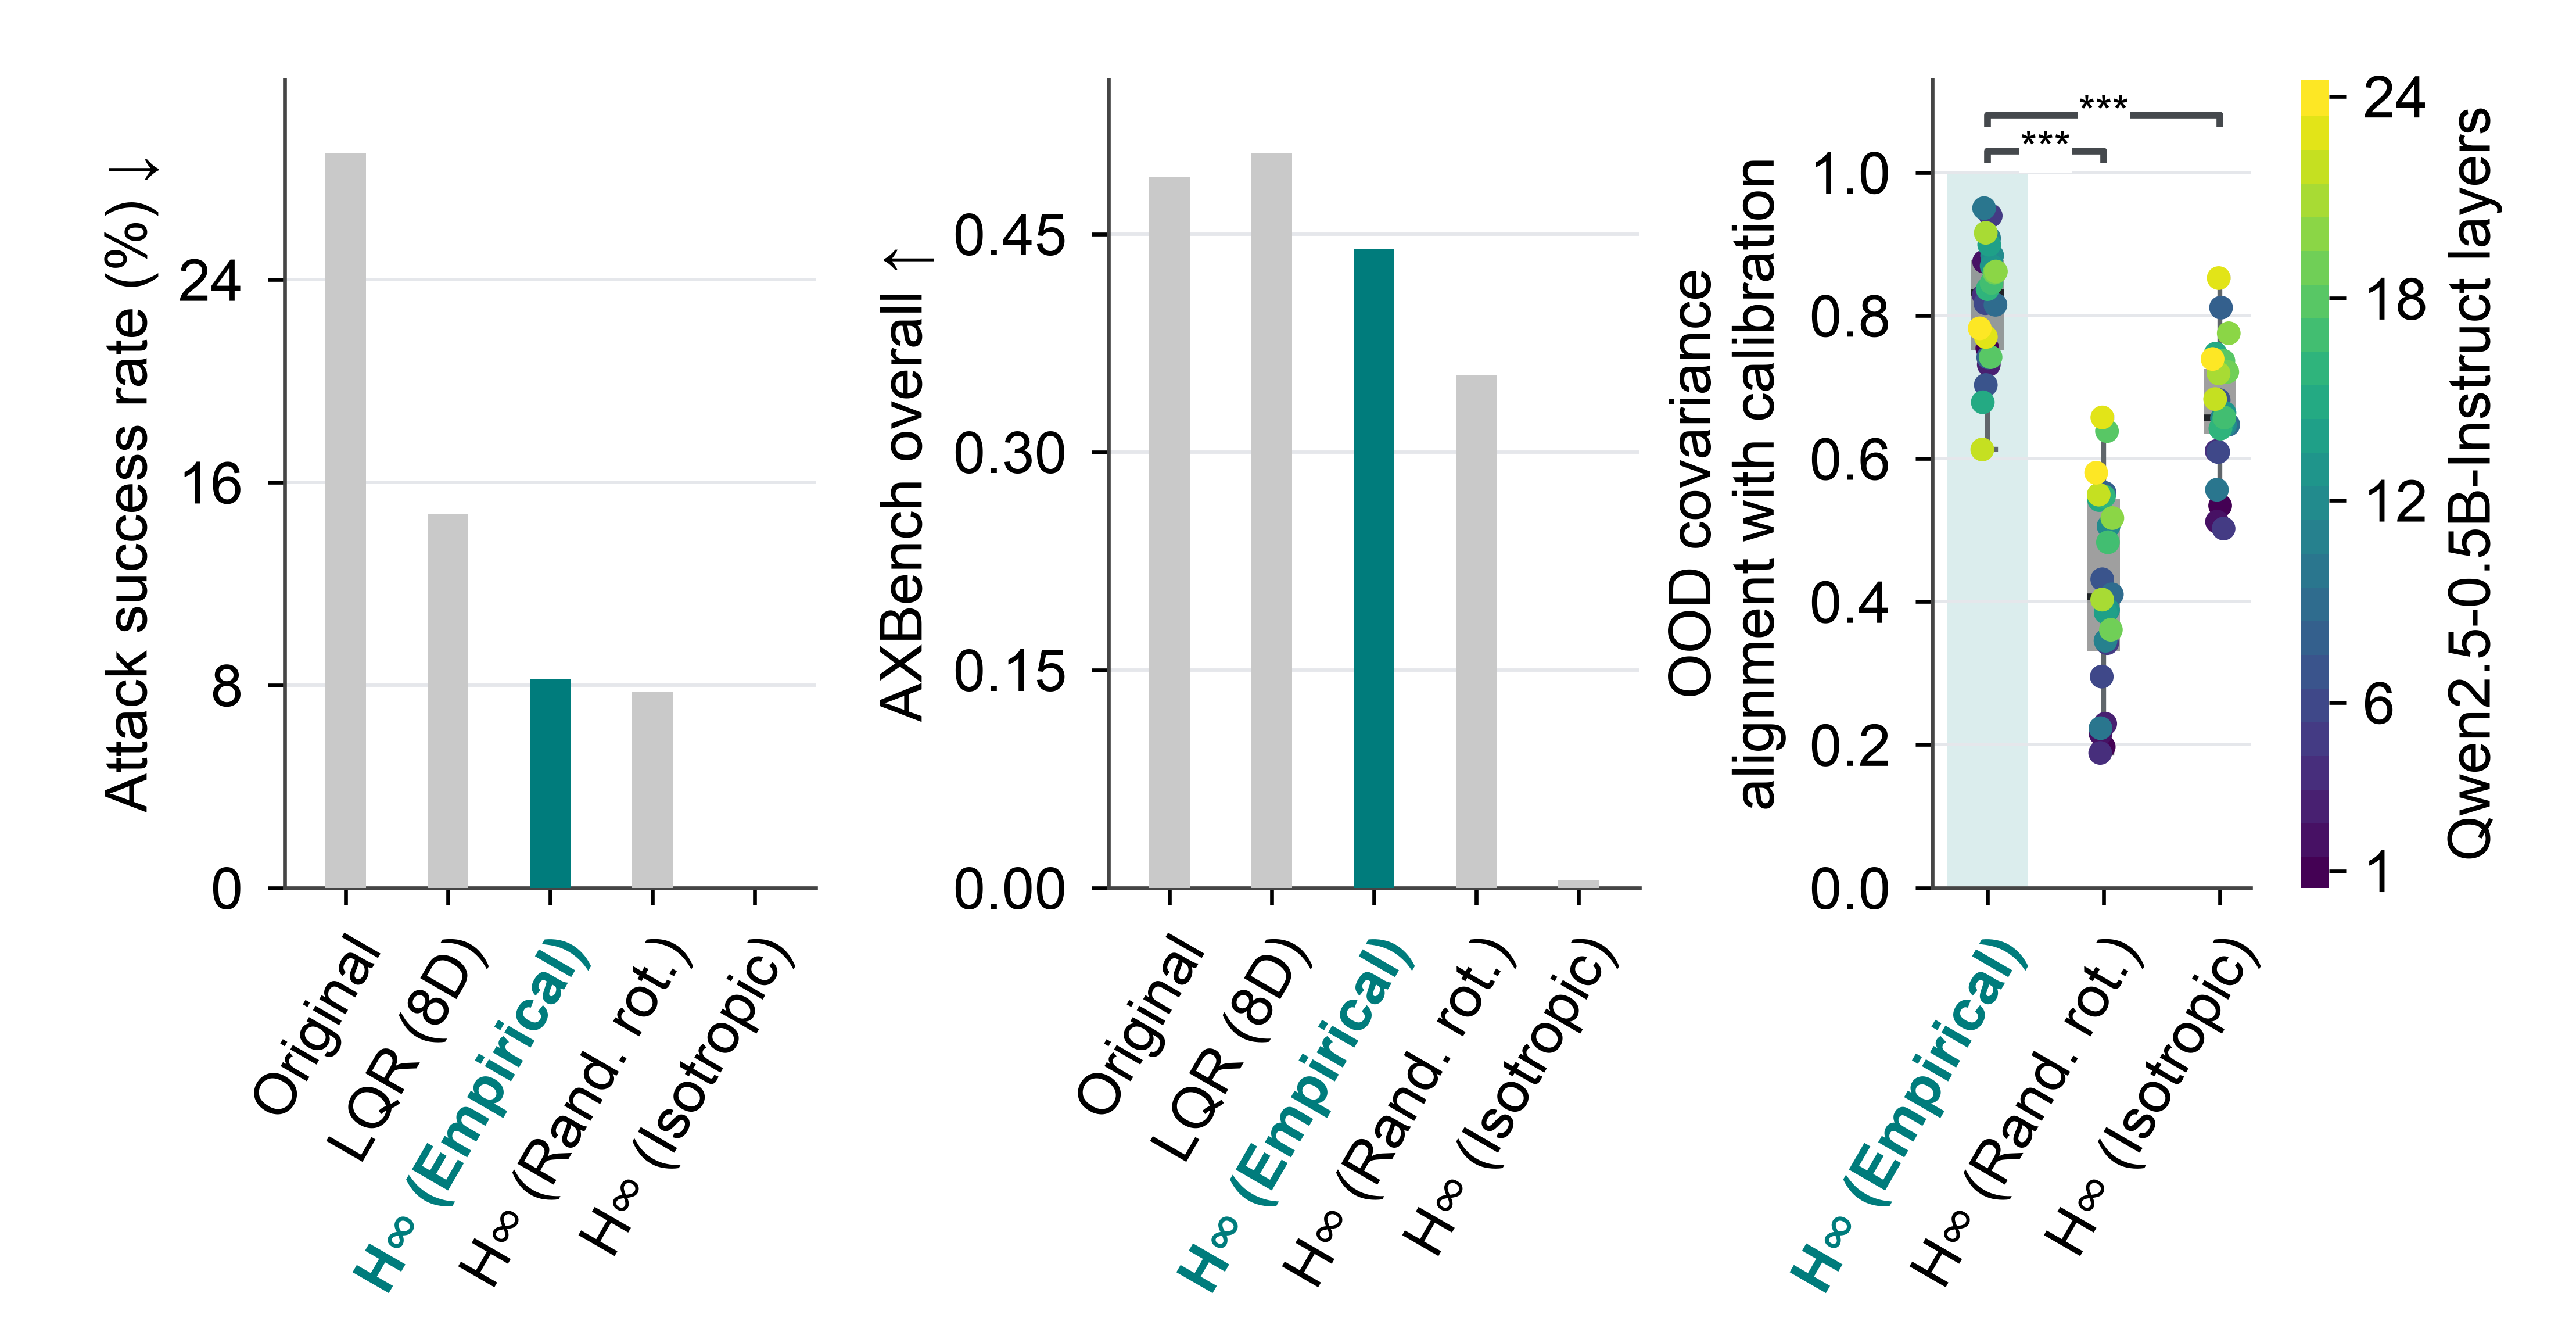 Attack success rate (%) ↓
24
16
8
0
Original
LQR (8D)
H∞ (Empirical)
H∞ (Rand. rot.)
H∞ (Isotropic)
AXBench overall ↑
0.45
0.30
0.15
0.00
Original
LQR (8D)
H∞ (Empirical)
H∞ (Rand. rot.)
H∞ (Isotropic)
OOD covariance
alignment with calibration
1.0
0.8
0.6
0.4
0.2
0.0
***
***
H∞ (Empirical)
H∞ (Rand. rot.)
H∞ (Isotropic)
24
18
12
6
1
Qwen2.5-0.5B-Instruct layers